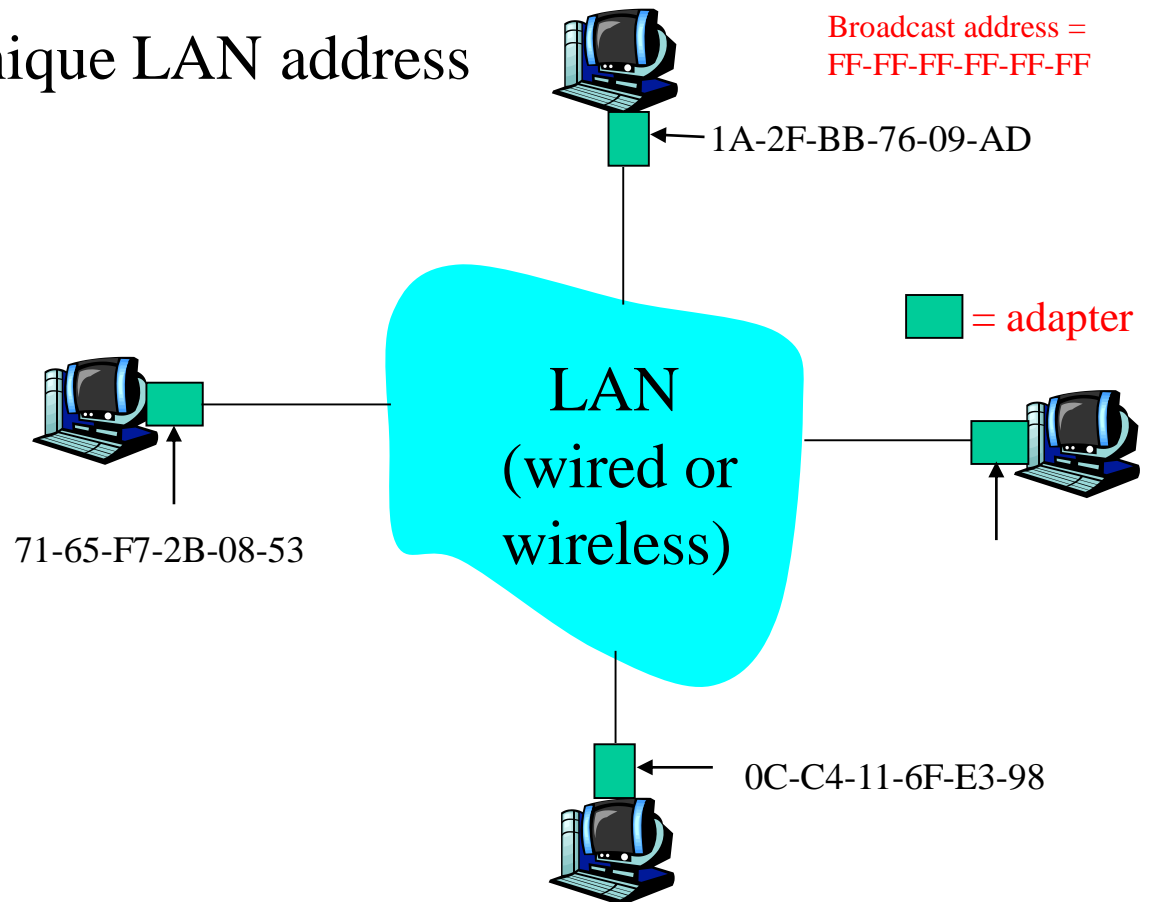 nique LAN address
Broadcast address =
FF-FF-FF-FF-FF-FF
1A-2F-BB-76-09-AD
= adapter
LAN
(wired or
wireless)
71-65-F7-2B-08-53
0C-C4-11-6F-E3-98